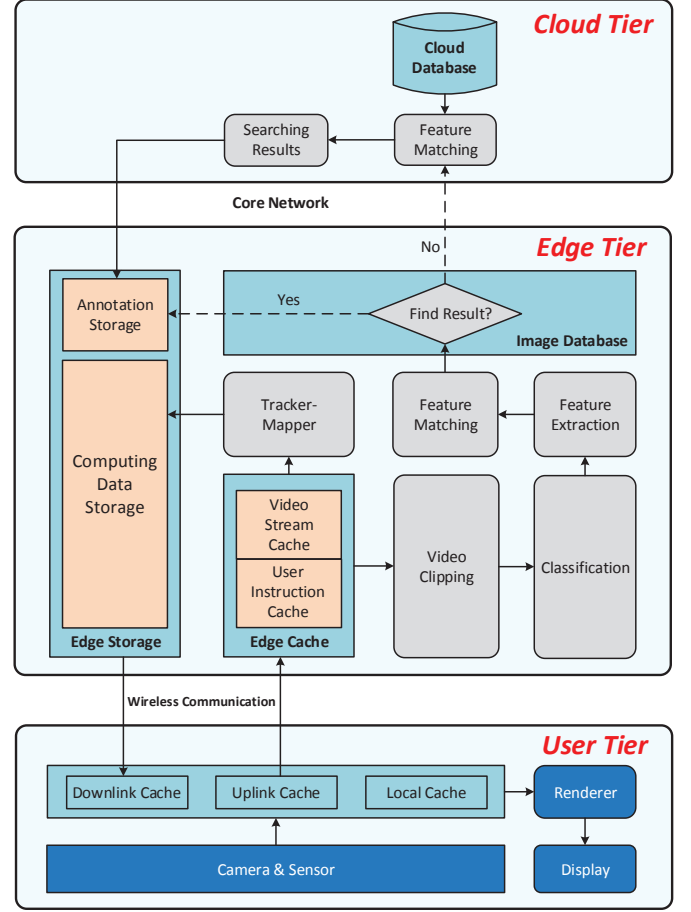 Cloud Tier
Cloud
Database
Searching
Results
Feature
Matching
Core Network
No
Edge Tier
Annotation
Storage
Yes
Find Result?
Image Database
Tracker-
Mapper
Feature
Matching
Feature
Extraction
Computing
Data
Storage
Video
Stream
Cache
User
Instruction
Cache
Video
Clipping
Classification
Edge Storage
Edge Cache
Wireless Communication
User Tier
Downlink Cache
Uplink Cache
Local Cache
Renderer
Camera & Sensor
Display